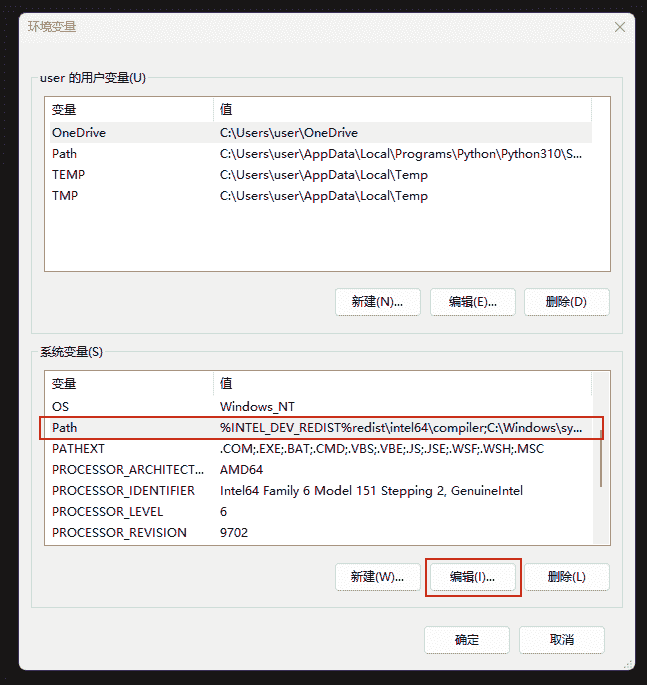 环境变量
user 的用户变量(U)
变量 值
OneDrive C:\Users\user\OneDrive
Path C:\Users\user\AppData\Local\Programs\Python\Python310\S...
TEMP C:\Users\user\AppData\Local\Temp
TMP C:\Users\user\AppData\Local\Temp
新建(N)... 编辑(E)... 删除(D)
系统变量(S)
变量 值
OS Windows_NT
Path %INTEL_DEV_REDIST%redist\intel64\compiler;C:\Windows\sy...
PATHEXT .COM;.EXE;.BAT;.CMD;.VBS;.VBE;.JS;.JSE;.WSF;.WSH;.MSC
PROCESSOR_ARCHITECT... AMD64
PROCESSOR_IDENTIFIER Intel64 Family 6 Model 151 Stepping 2, GenuineIntel
PROCESSOR_LEVEL 6
PROCESSOR_REVISION 9702
新建(W)... 编辑(I)... 删除(L)
确定 取消